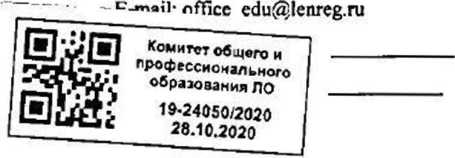 E-mail: office_edu@lenreg.ru
Комитет общего и
профессионального
образования ЛО
19-24050/2020
28.10.2020